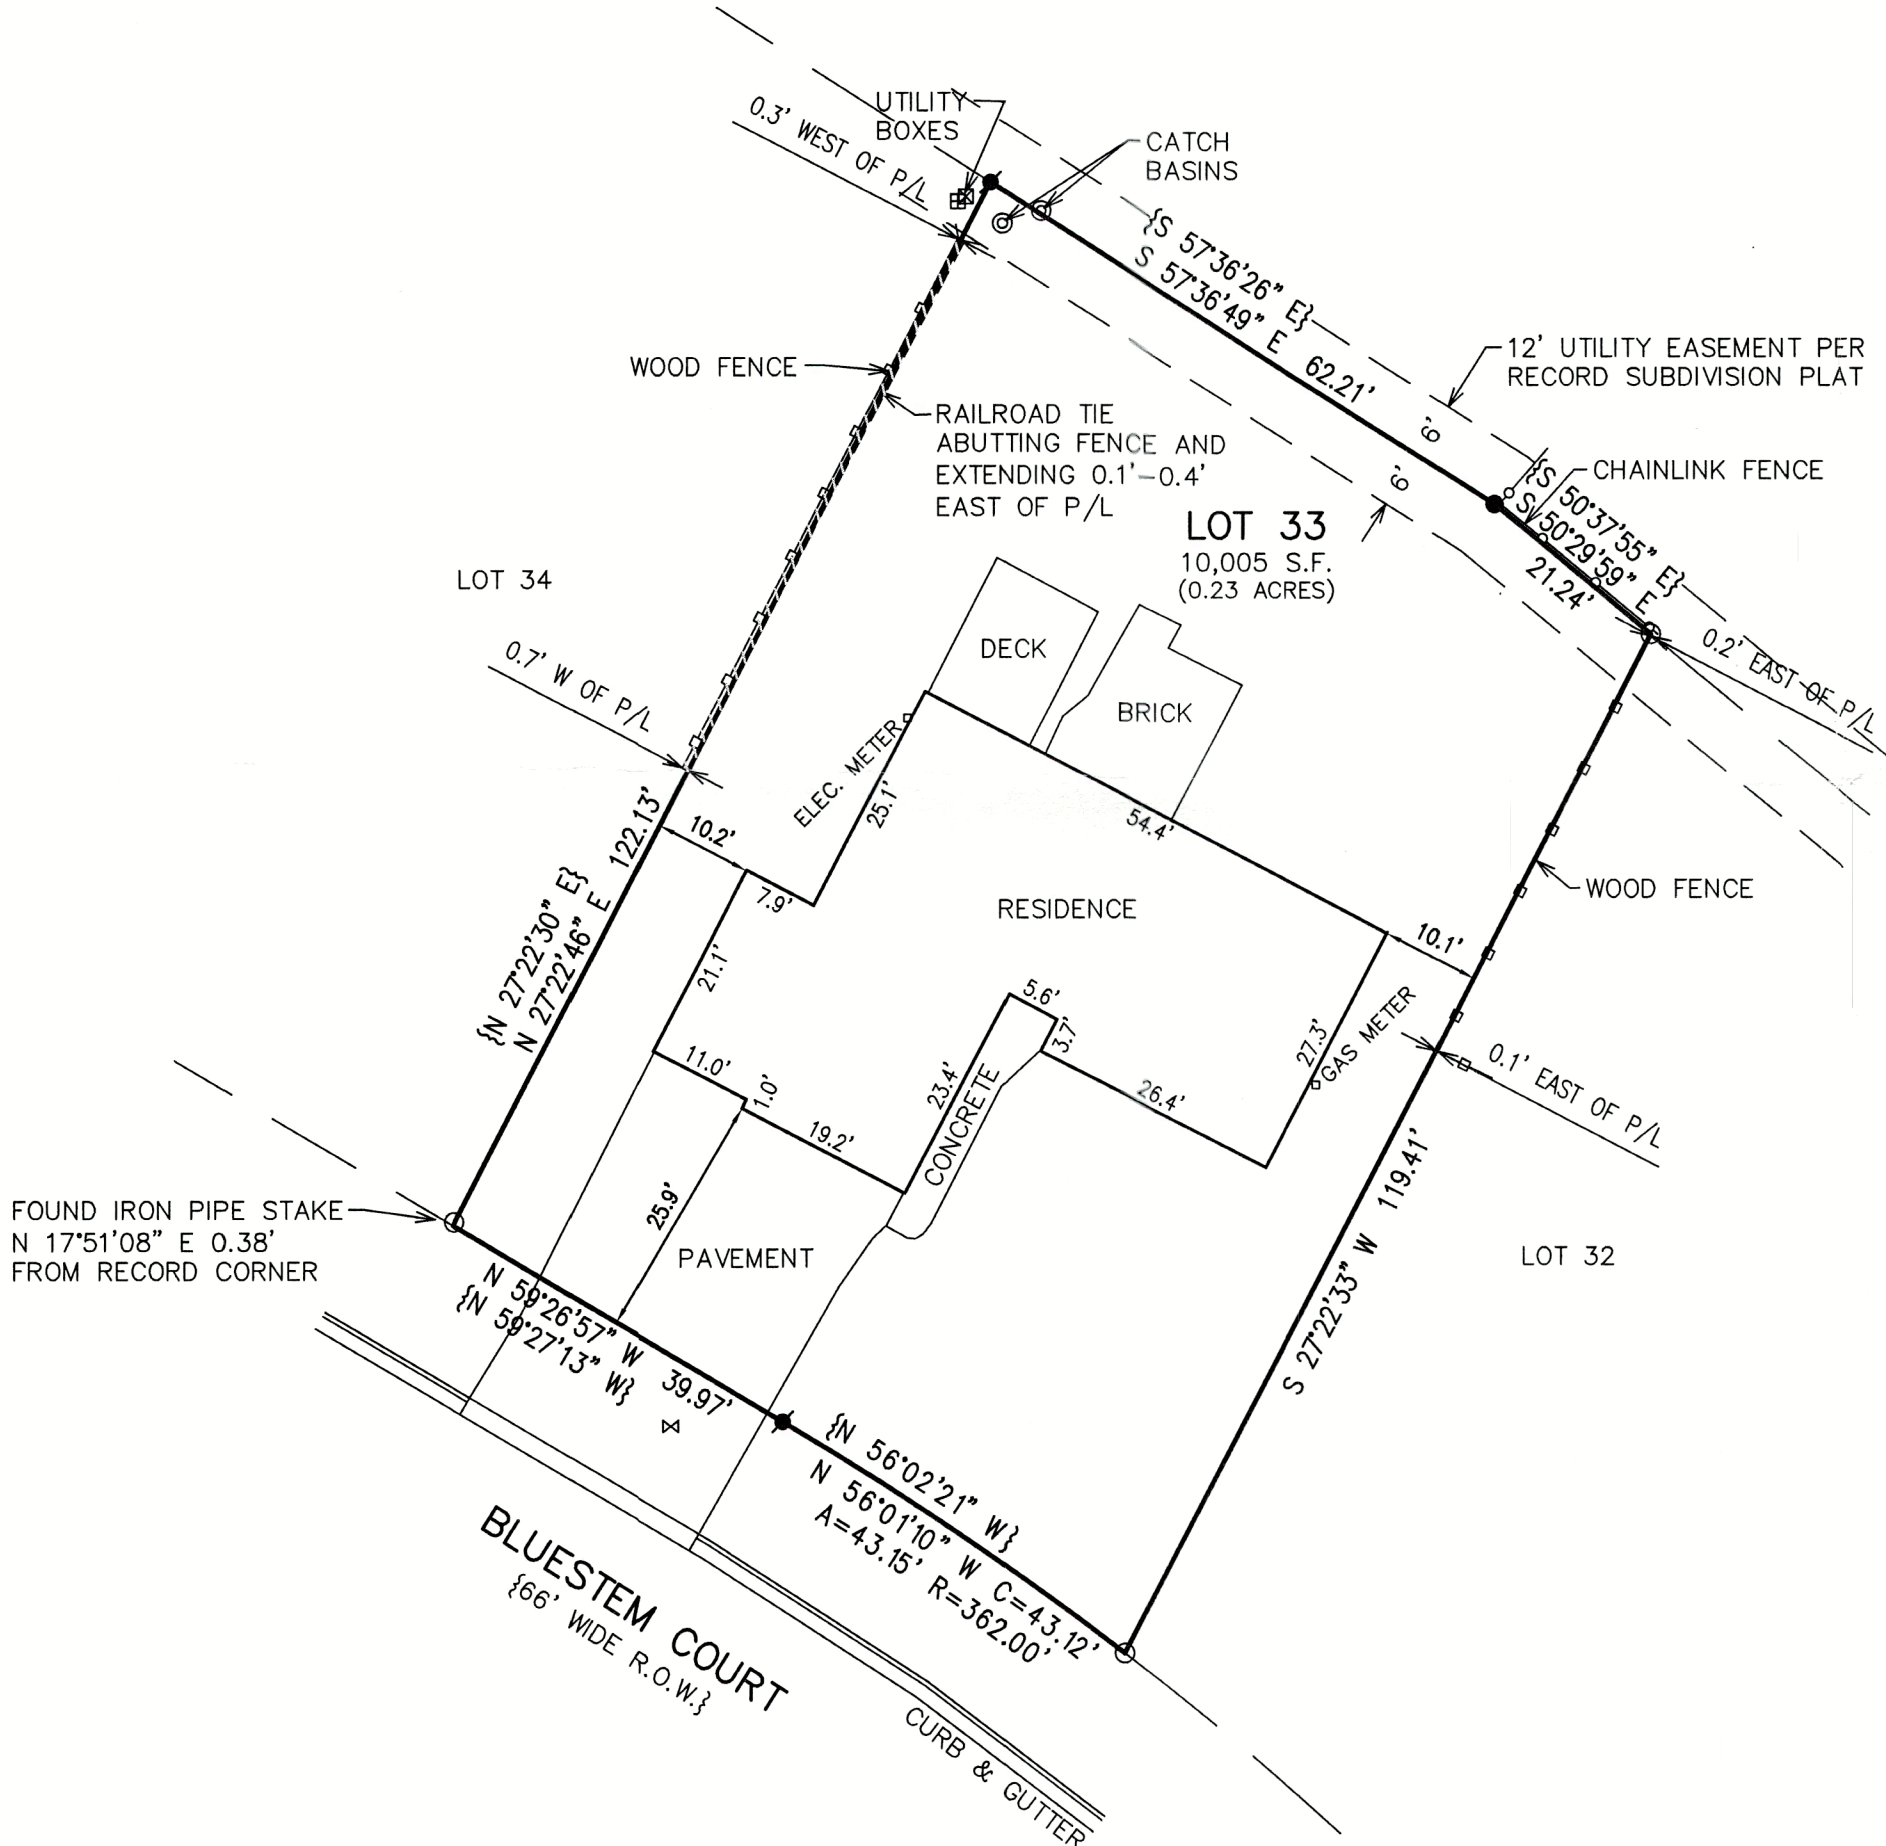 UTILITY
BOXES
0.3' WEST OF P/L
CATCH
BASINS
{S 57°36'26" E}
S 57°36'49" E 62.21'
12' UTILITY EASEMENT PER
RECORD SUBDIVISION PLAT
WOOD FENCE
RAILROAD TIE
ABUTTING FENCE AND
EXTENDING 0.1'-0.4'
EAST OF P/L
6'
6'
CHAINLINK FENCE
{S 50°37'55" E}
S 50°29'59" E
21.24'
LOT 33
10,005 S.F.
(0.23 ACRES)
LOT 34
DECK
BRICK
0.2' EAST OF P/L
0.7' W OF P/L
ELEC. METER
25.1'
54.4'
10.2'
7.9'
122.13'
{N 27°22'30" E}
N 27°22'46" E
RESIDENCE
WOOD FENCE
10.1'
21.1'
5.6'
3.7'
27.3'
GAS METER
11.0'
1.0'
23.4'
CONCRETE
26.4'
0.1' EAST OF P/L
19.2'
25.9'
S 27°22'33" W 119.41'
FOUND IRON PIPE STAKE
N 17°51'08" E 0.38'
FROM RECORD CORNER
PAVEMENT
LOT 32
N 59°26'57" W 39.97'
{N 59°27'13" W}
{N 56°02'21" W}
N 56°01'10" W C=43.12'
A=43.15' R=362.00'
BLUESTEM COURT
{66' WIDE R.O.W.}
CURB & GUTTER